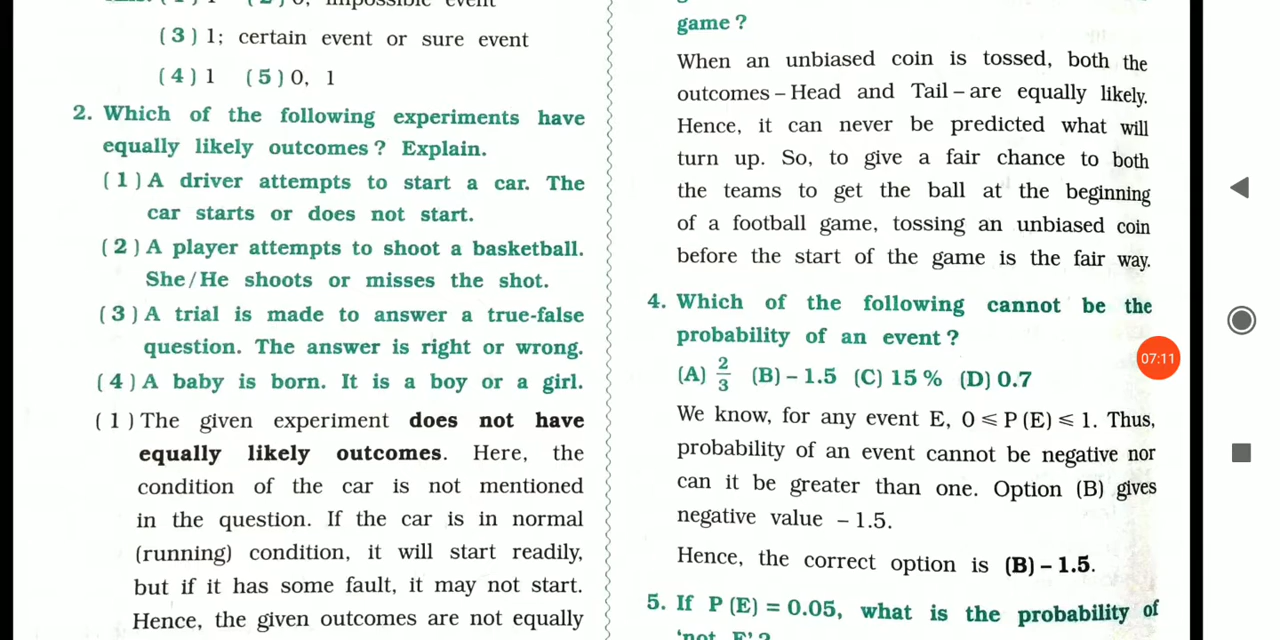 (3) 1; certain event or sure event
(4) 1 (5) 0, 1
2. Which of the following experiments have
equally likely outcomes? Explain.
(1) A driver attempts to start a car. The
car starts or does not start.
(2) A player attempts to shoot a basketball.
She/He shoots or misses the shot.
(3) A trial is made to answer a true-false
question. The answer is right or wrong.
(4) A baby is born. It is a boy or a girl.
(1) The given experiment does not have
equally likely outcomes. Here, the
condition of the car is not mentioned
in the question. If the car is in normal
(running) condition, it will start readily,
but if it has some fault, it may not start.
Hence, the given outcomes are not equally
game?
When an unbiased coin is tossed, both the
outcomes – Head and Tail – are equally likely.
Hence, it can never be predicted what will
turn up. So, to give a fair chance to both
the teams to get the ball at the beginning
of a football game, tossing an unbiased coin
before the start of the game is the fair way.
4. Which of the following cannot be the
probability of an event?
(A) 2/3 (B) – 1.5 (C) 15 % (D) 0.7
We know, for any event E, 0 ⩽ P (E) ⩽ 1. Thus,
probability of an event cannot be negative nor
can it be greater than one. Option (B) gives
negative value – 1.5.
Hence, the correct option is (B) – 1.5.
5. If P (E) = 0.05, what is the probability of
'not E'?
07:11